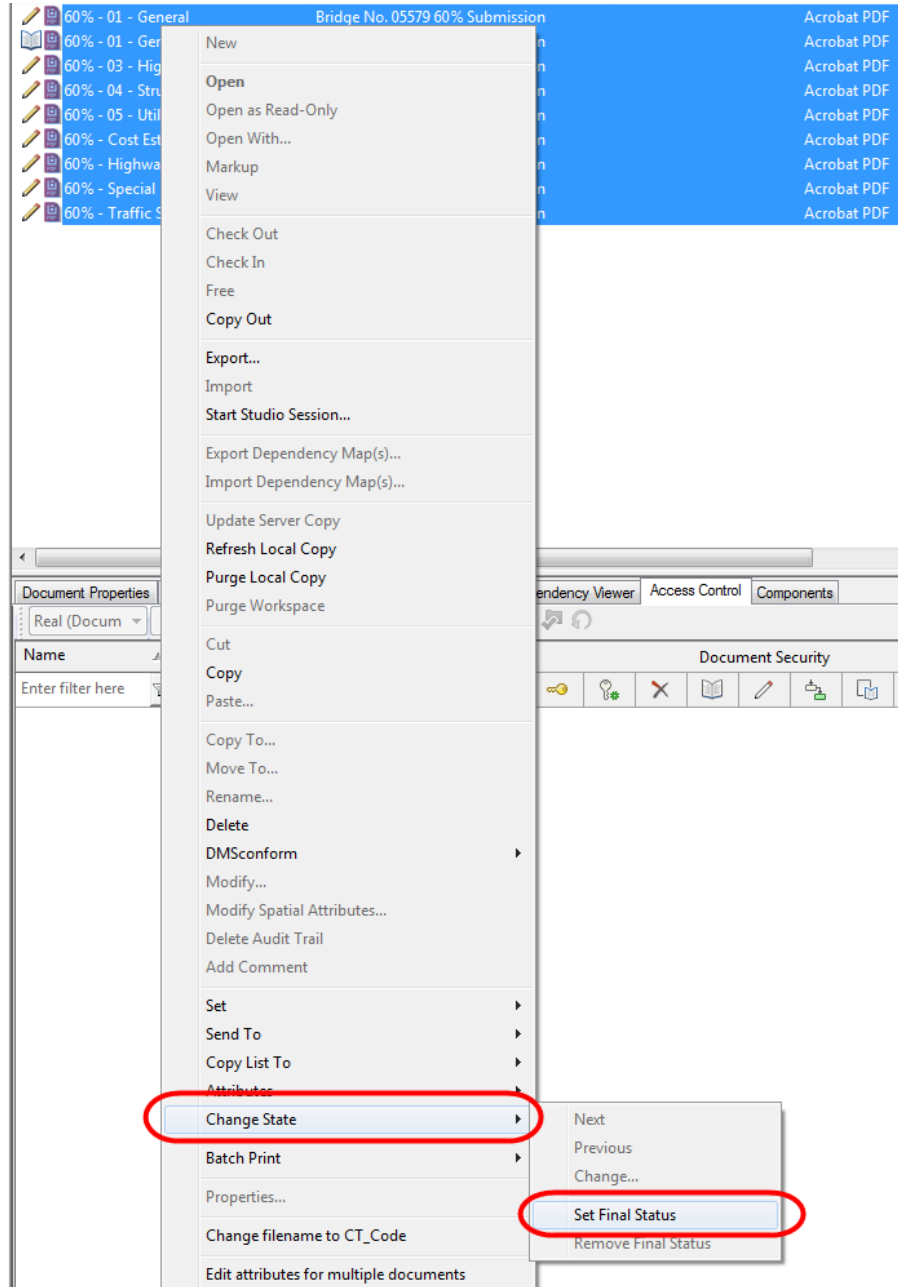 60% - 01 - General Bridge No. 05579 60% Submission Acrobat PDF
60% - 01 - Ger n Acrobat PDF
60% - 03 - Hig n Acrobat PDF
60% - 04 - Stru n Acrobat PDF
60% - 05 - Util n Acrobat PDF
60% - Cost Est n Acrobat PDF
60% - Highwa n Acrobat PDF
60% - Special n Acrobat PDF
60% - Traffic S n Acrobat PDF
New
Open
Open as Read-Only
Open With...
Markup
View
Check Out
Check In
Free
Copy Out
Export...
Import
Start Studio Session...
Export Dependency Map(s)...
Import Dependency Map(s)...
Update Server Copy
Refresh Local Copy
Purge Local Copy
Purge Workspace
Document Properties endency Viewer Access Control Components
Real (Docum
Cut
Name Document Security
Copy
Enter filter here
Paste...
Copy To...
Move To...
Rename...
Delete
DMSconform
Modify...
Modify Spatial Attributes...
Delete Audit Trail
Add Comment
Set
Send To
Copy List To
Attributes
Change State
Next
Previous
Batch Print
Change...
Properties...
Set Final Status
Change filename to CT_Code
Remove Final Status
Edit attributes for multiple documents